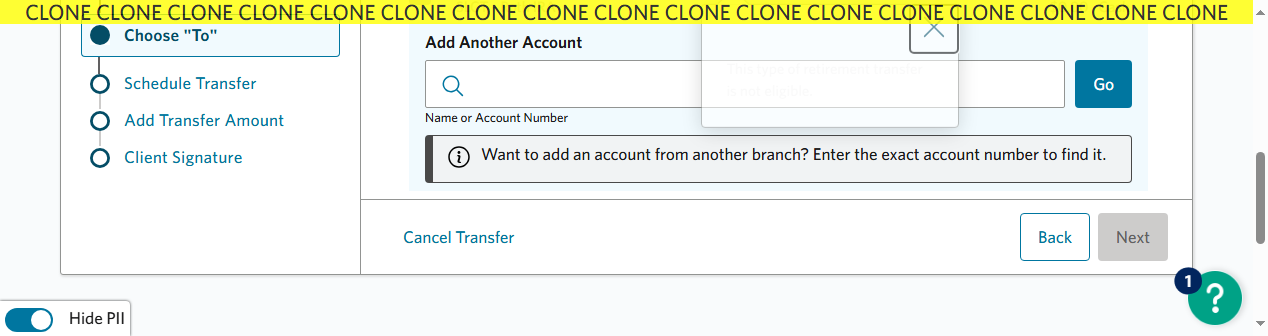 CLONE CLONE CLONE CLONE CLONE CLONE CLONE CLONE CLONE CLONE CLONE CLONE CLONE CLONE CLONE CLONE CLONE
Choose "To"
Schedule Transfer
Add Transfer Amount
Client Signature
Add Another Account
This type of retirement transfer
is not eligible.
Go
Name or Account Number
Want to add an account from another branch? Enter the exact account number to find it.
Cancel Transfer
Back
Next
1
?
Hide PII